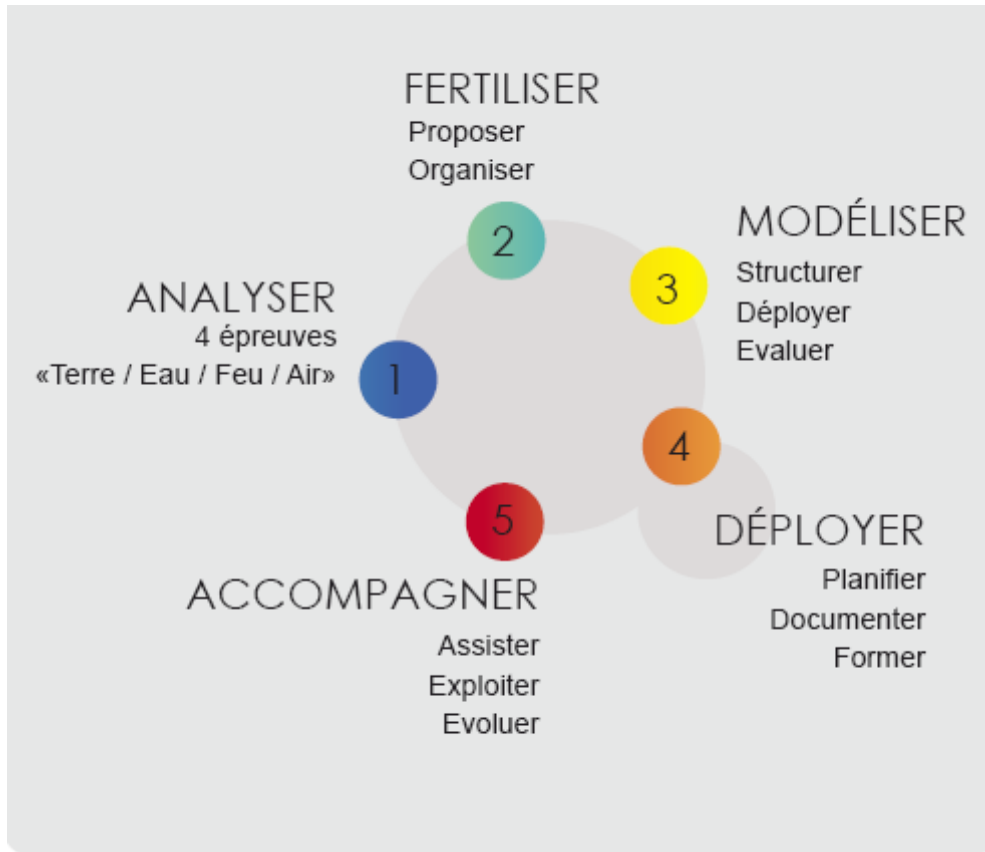 FERTILISER
Proposer
Organiser
2
MODÉLISER
Structurer
Déployer
Evaluer
3
ANALYSER
4 épreuves
«Terre / Eau / Feu / Air»
1
4
DÉPLOYER
Planifier
Documenter
Former
5
ACCOMPAGNER
Assister
Exploiter
Evoluer